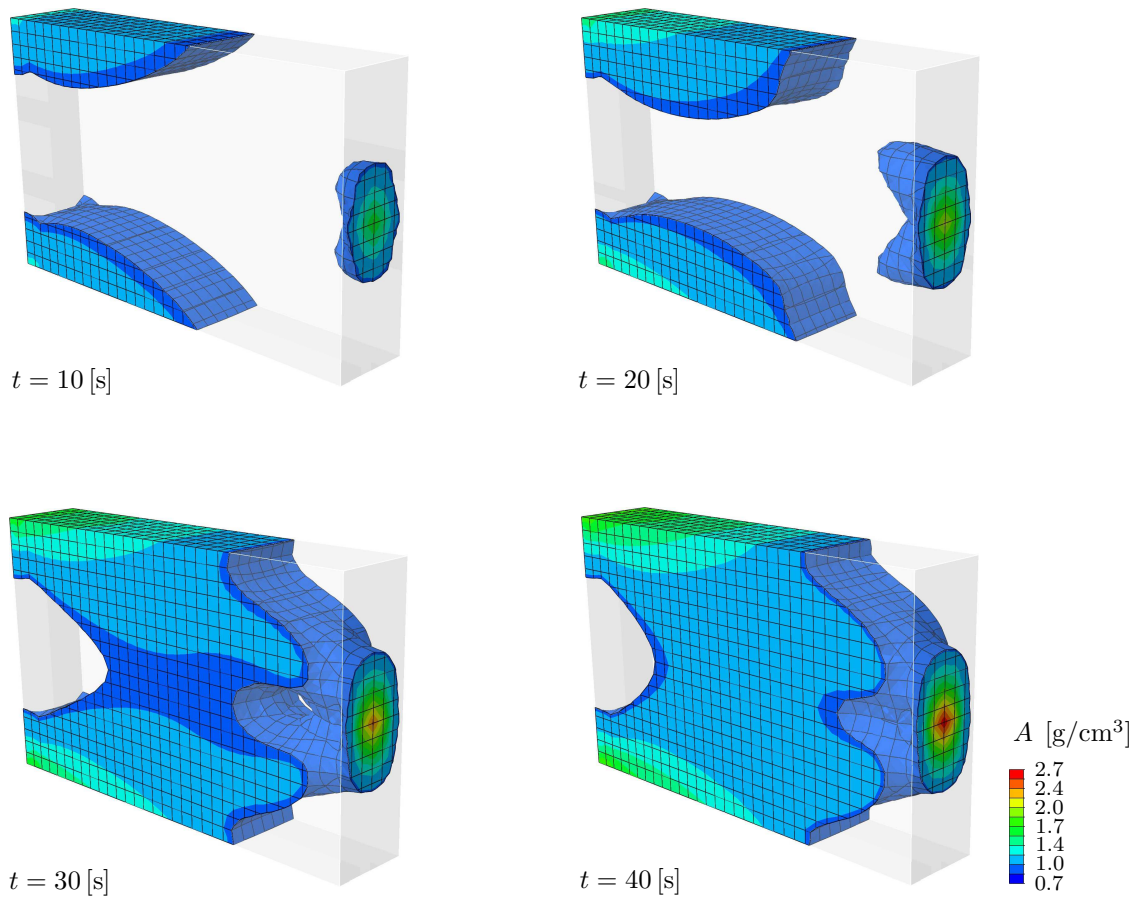 t = 10 [s]
t = 20 [s]
t = 30 [s]
t = 40 [s]
A [g/cm³]
2.7
2.4
2.0
1.7
1.4
1.0
0.7